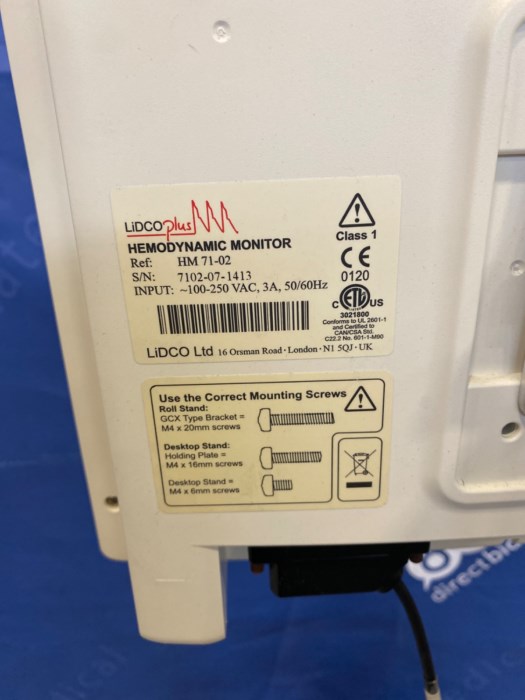 LiDCOplus
HEMODYNAMIC MONITOR
Ref: HM 71-02
S/N: 7102-07-1413
INPUT: ~100-250 VAC, 3A, 50/60Hz
LiDCO Ltd 16 Orsman Road · London · N1 5QJ · UK
Class 1
CE
0120
C ETL US
3021800
Conforms to UL 2601-1
and Certified to
CAN/CSA Std.
C22.2 No. 601-1-M90
Use the Correct Mounting Screws
Roll Stand:
GCX Type Bracket =
M4 x 20mm screws
Desktop Stand:
Holding Plate =
M4 x 16mm screws
Desktop Stand =
M4 x 6mm screws
direct